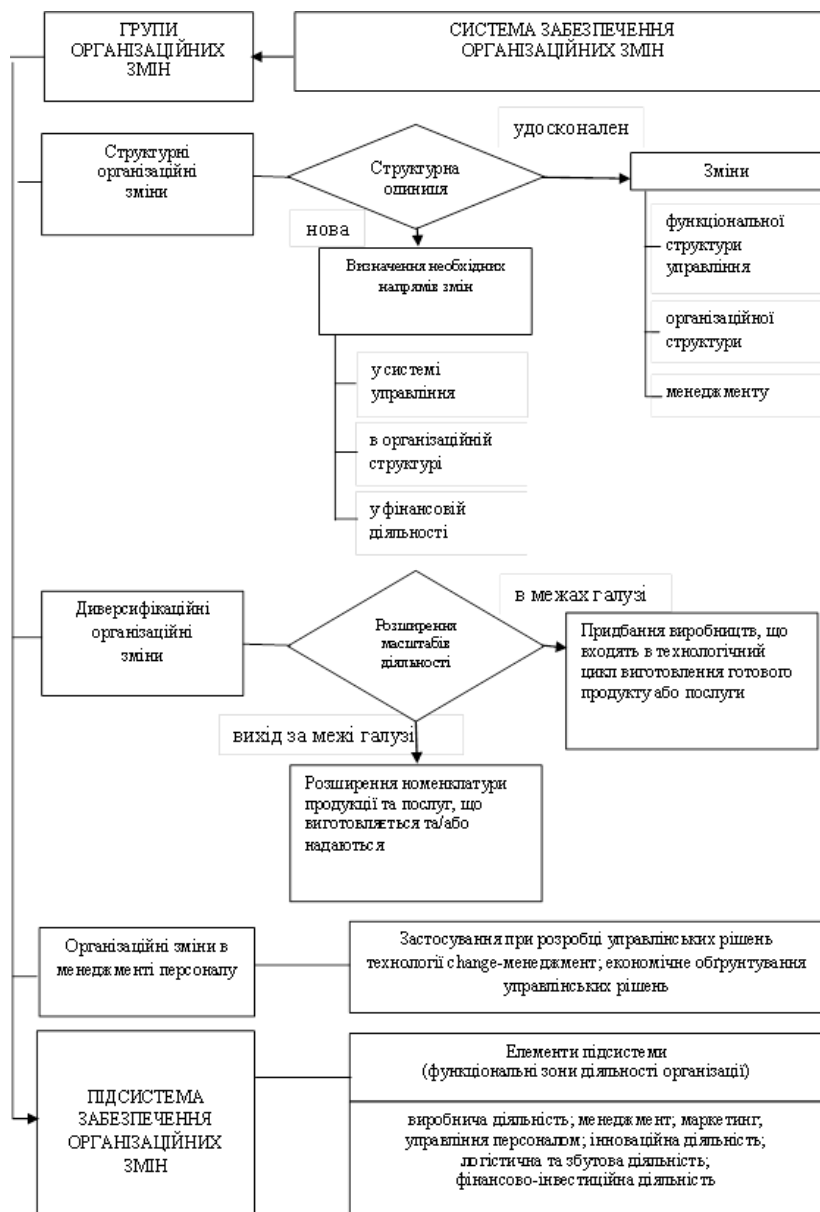 ГРУПИ
ОРГАНІЗАЦІЙНИХ
ЗМІН
СИСТЕМА ЗАБЕЗПЕЧЕННЯ
ОРГАНІЗАЦІЙНИХ ЗМІН
Структурні
організаційні
зміни
Структурна
одиниця
удосконален
Зміни
функціональної
структури
управління
організаційної
структури
менеджменту
нова
Визначення необхідних
напрямів змін
у системі
управління
в організаційній
структурі
у фінансовій
діяльності
Диверсифікаційні
організаційні
зміни
Розширення
масштабів
діяльності
в межах галузі
Придбання виробництв, що
входять в технологічний
цикл виготовлення готового
продукту або послуги
вихід за межі галузі
Розширення номенклатури
продукції та послуг, що
виготовляється та/або
надаються
Організаційні зміни в
менеджменті персоналу
Застосування при розробці управлінських рішень
технології change-менеджмент; економічне обґрунтування
управлінських рішень
ПІДСИСТЕМА
ЗАБЕЗПЕЧЕННЯ
ОРГАНІЗАЦІЙНИХ
ЗМІН
Елементи підсистеми
(функціональні зони діяльності організації)
виробнича діяльність; менеджмент; маркетинг;
управління персоналом; інноваційна діяльність;
логістична та збутова діяльність;
фінансово-інвестиційна діяльність